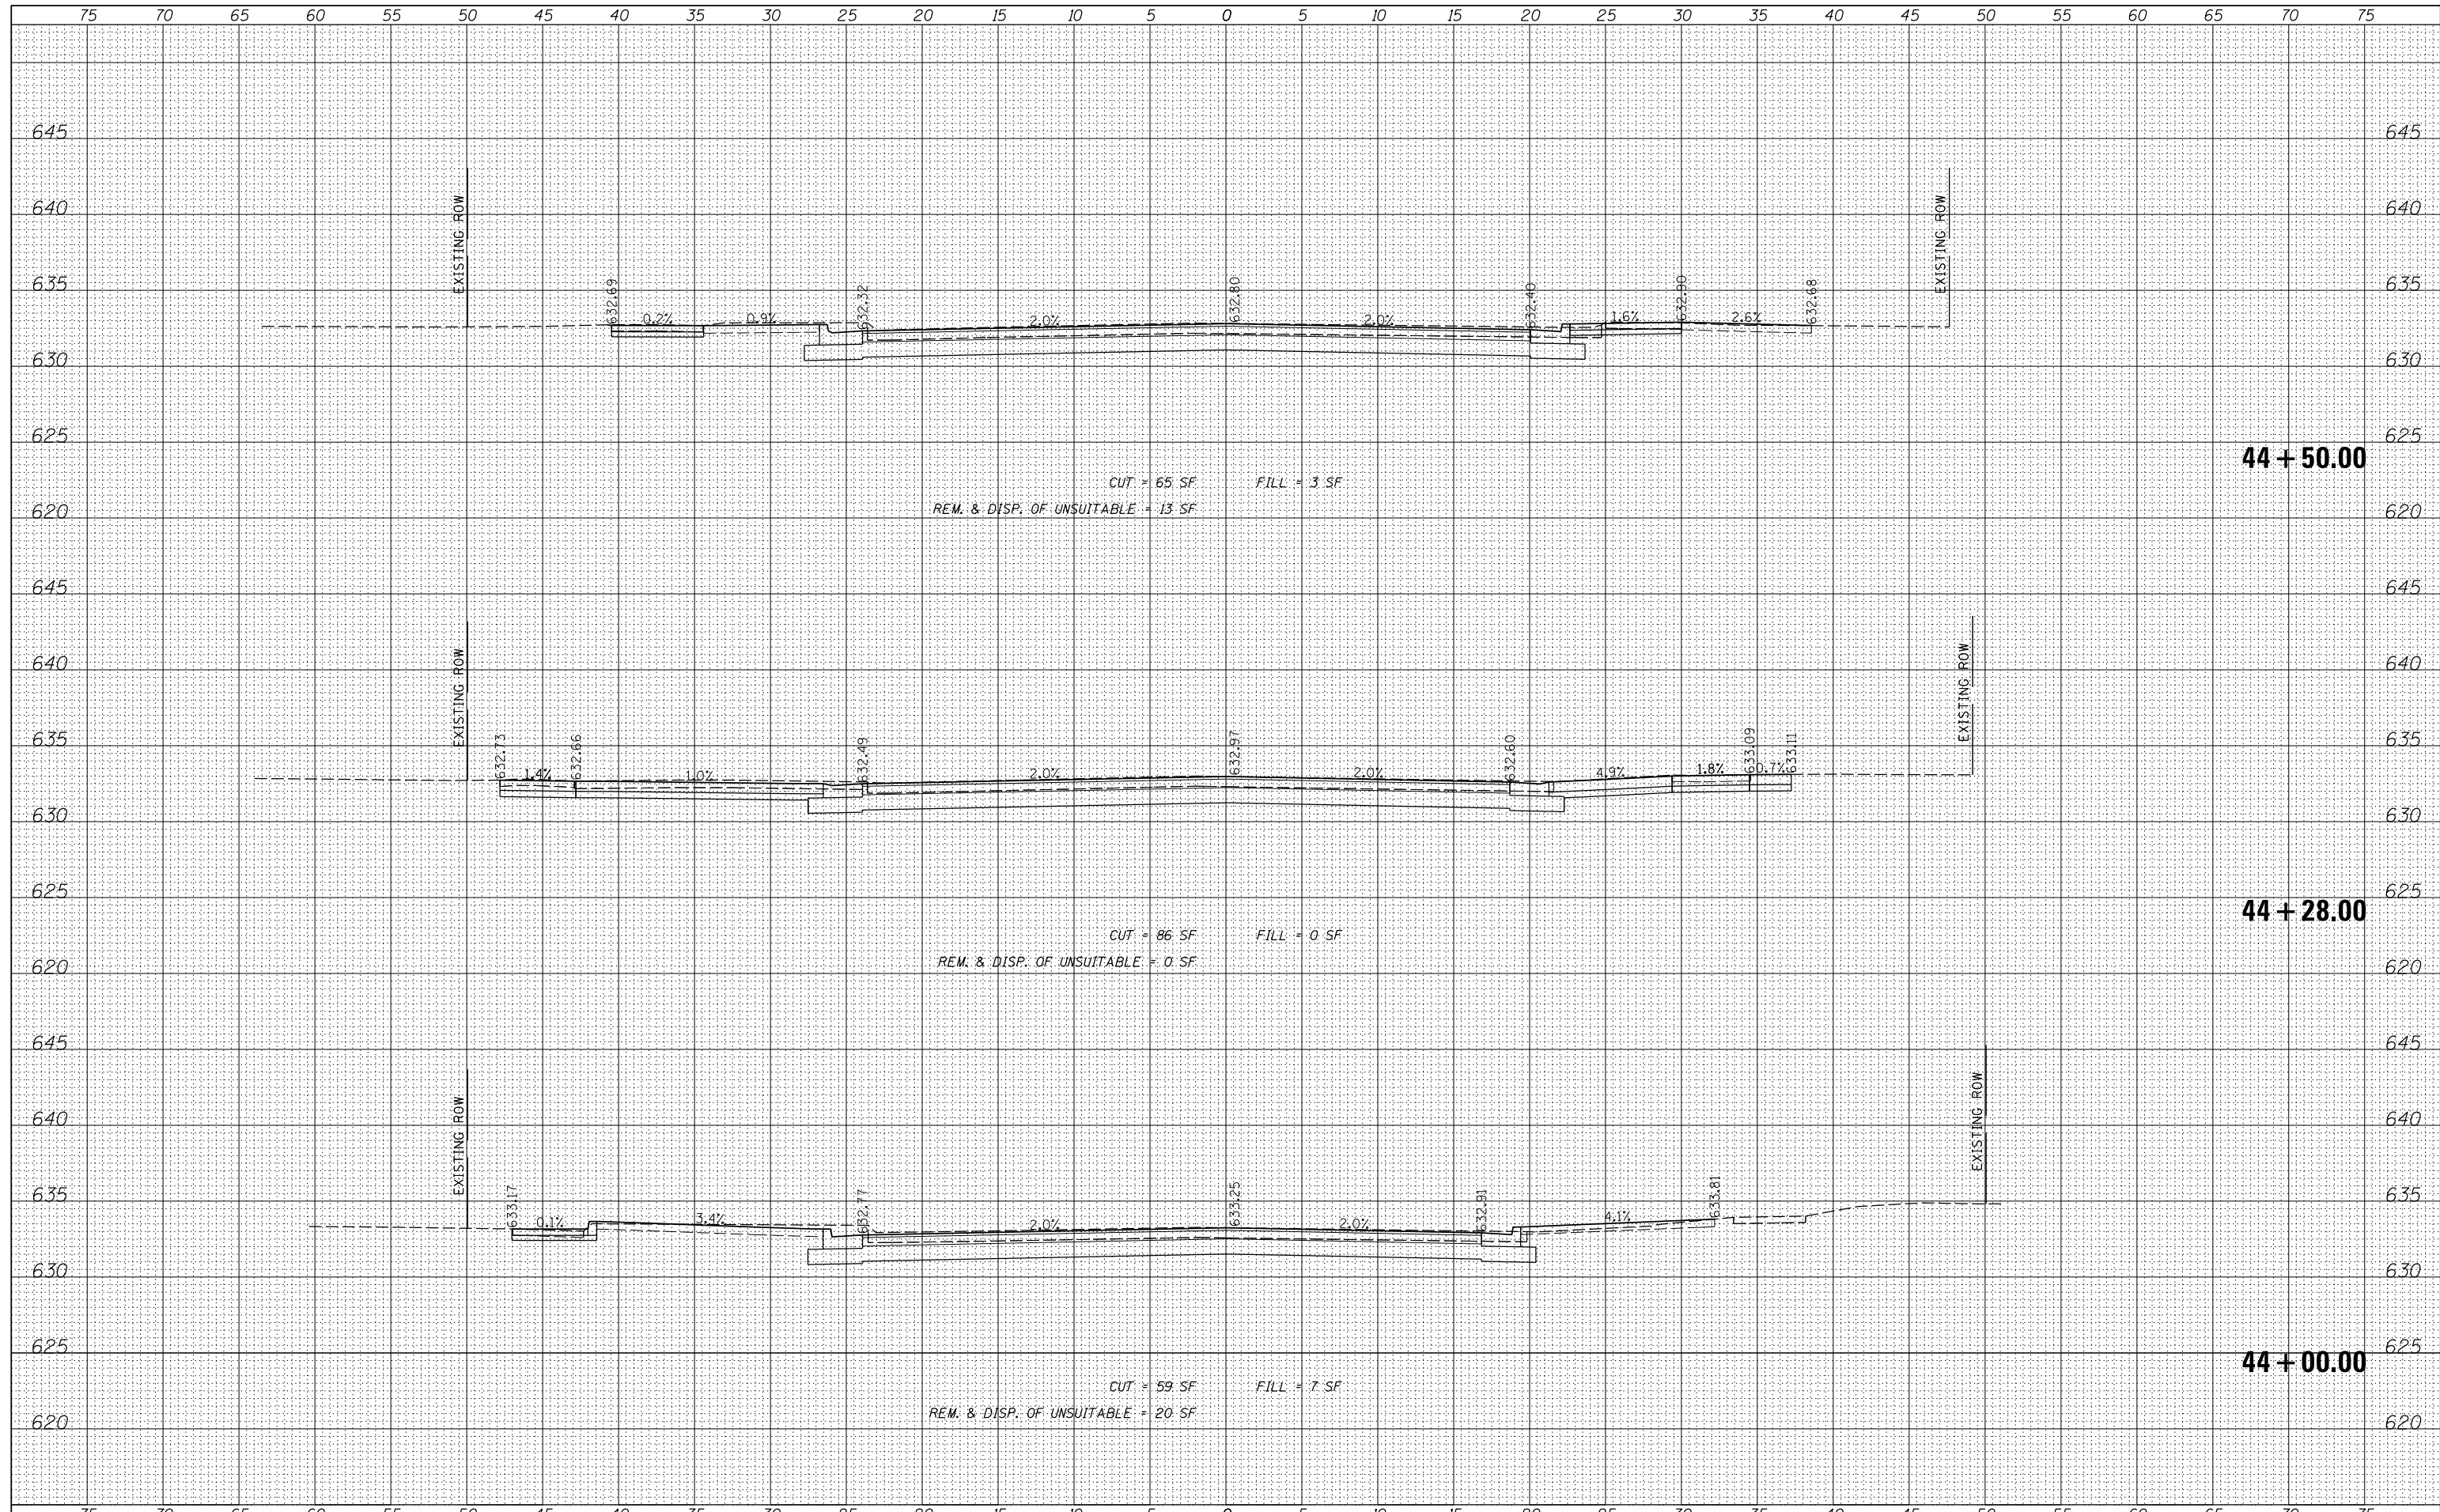 75 70 65 60 55 50 45 40 35 30 25 20 15 10 5 0 5 10 15 20 25 30 35 40 45 50 55 60 65 70 75
645 645
640 EXISTING ROW EXISTING ROW 640
635 632.69 632.32 632.80 632.40 632.90 632.68 635
0.2% 0.9% 2.0% 2.0% 1.6% 2.6%
630 630
625 625
44+50.00
CUT = 65 SF FILL = 3 SF
REM. & DISP. OF UNSUITABLE = 13 SF
620 620
645 645
640 EXISTING ROW EXISTING ROW 640
635 632.73 632.66 632.49 632.97 632.60 633.09 633.11 635
1.4% 1.0% 2.0% 2.0% 4.9% 1.8% 0.7%
630 630
625 625
44+28.00
CUT = 86 SF FILL = 0 SF
REM. & DISP. OF UNSUITABLE = 0 SF
620 620
645 645
640 EXISTING ROW EXISTING ROW 640
635 633.17 632.77 633.25 632.91 633.81 635
0.1% 3.4% 2.0% 2.0% 4.1%
630 630
625 625
44+00.00
CUT = 59 SF FILL = 7 SF
REM. & DISP. OF UNSUITABLE = 20 SF
620 620
75 70 65 60 55 50 45 40 35 30 25 20 15 10 5 0 5 10 15 20 25 30 35 40 45 50 55 60 65 70 75